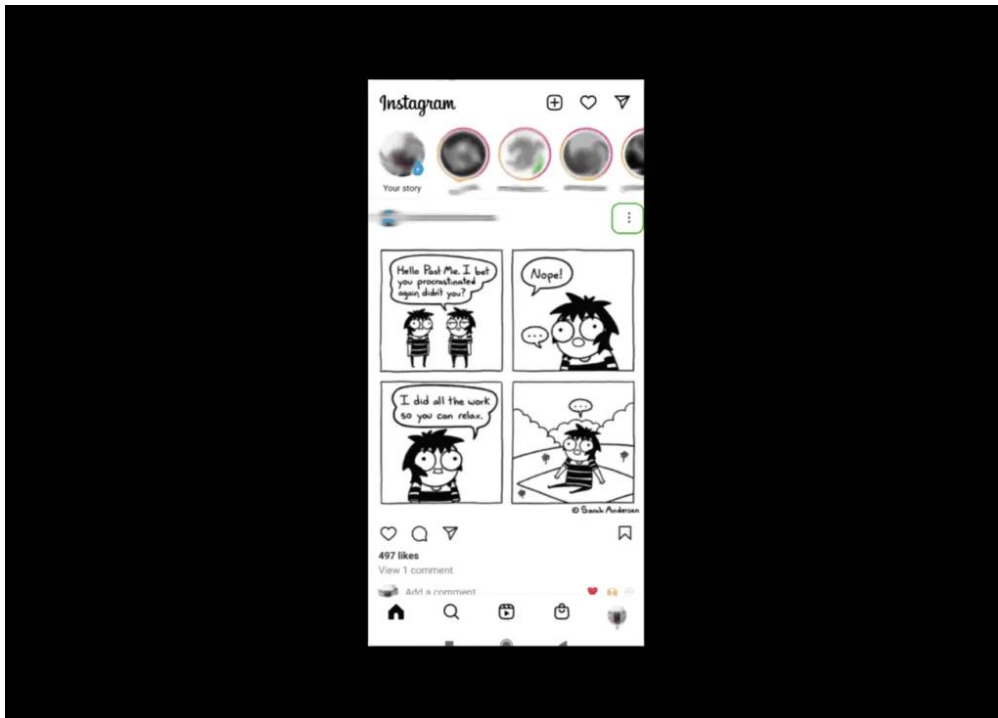 Instagram
Your story
Hello Past Me. I bet
you procrastinated
again, didn't you?
Nope!
...
I did all the work
so you can relax.
...
© Sarah Andersen
497 likes
View 1 comment
Add a comment